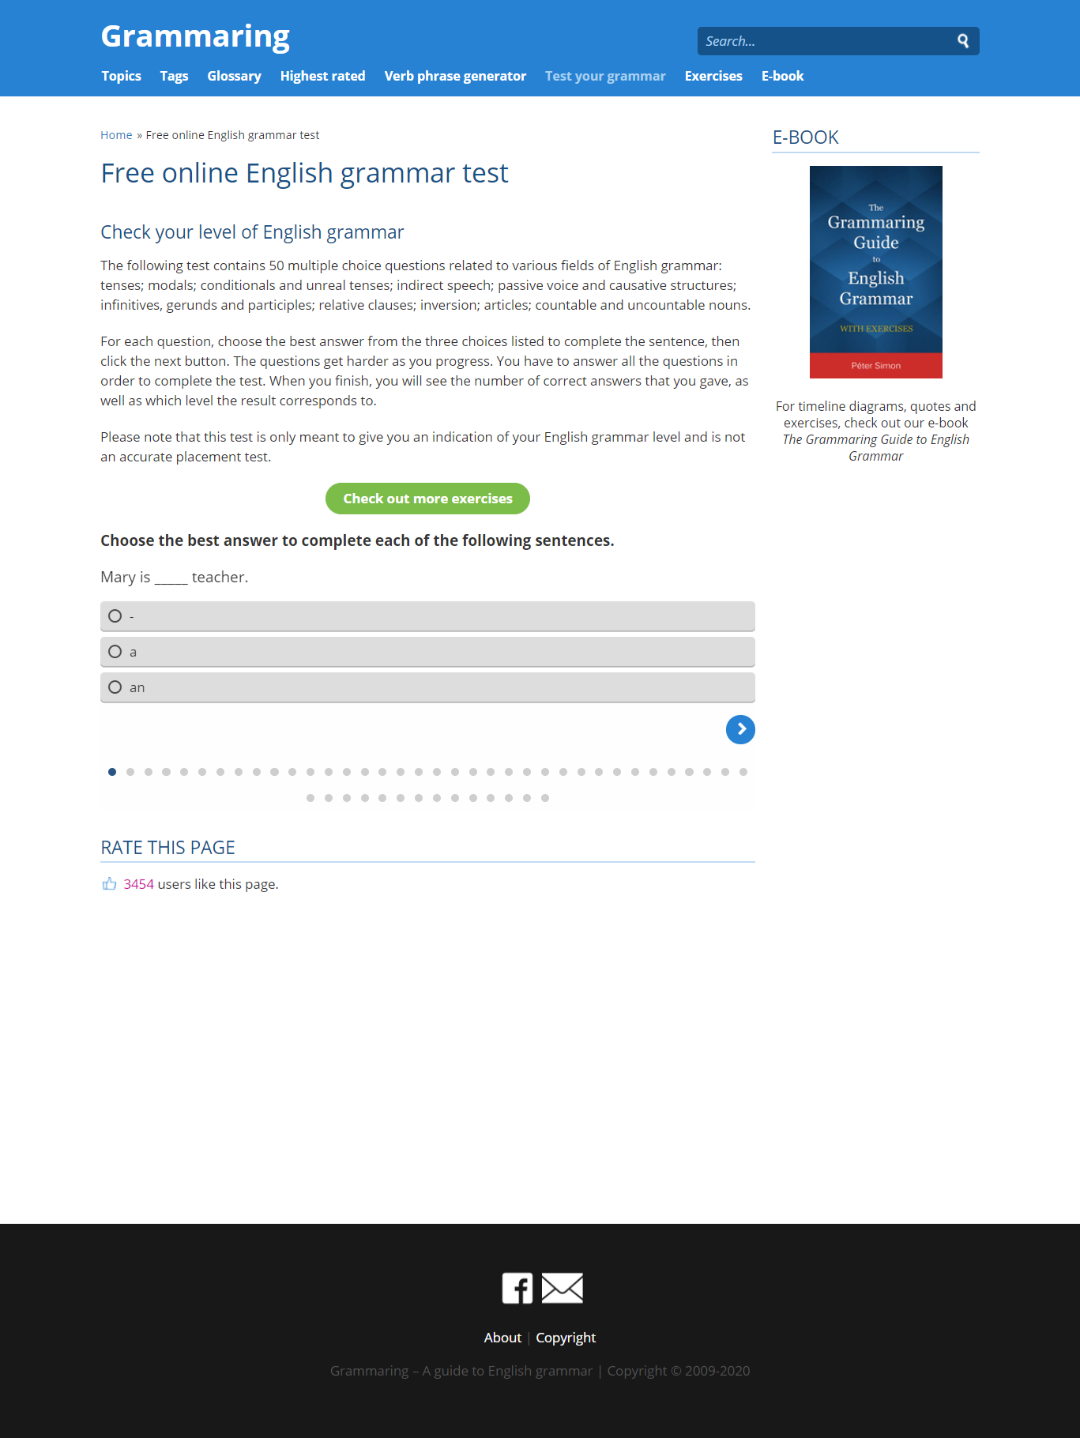 Grammaring
Search...
Topics Tags Glossary Highest rated Verb phrase generator Test your grammar Exercises E-book
Home » Free online English grammar test
Free online English grammar test
Check your level of English grammar
The following test contains 50 multiple choice questions related to various fields of English grammar:
tenses; modals; conditionals and unreal tenses; indirect speech; passive voice and causative structures;
infinitives, gerunds and participles; relative clauses; inversion; articles; countable and uncountable nouns.
For each question, choose the best answer from the three choices listed to complete the sentence, then
click the next button. The questions get harder as you progress. You have to answer all the questions in
order to complete the test. When you finish, you will see the number of correct answers that you gave, as
well as which level the result corresponds to.
Please note that this test is only meant to give you an indication of your English grammar level and is not
an accurate placement test.
Check out more exercises
Choose the best answer to complete each of the following sentences.
Mary is _____ teacher.
-
a
an
RATE THIS PAGE
3454 users like this page.
E-BOOK
The
Grammaring
Guide
to
English
Grammar
WITH EXERCISES
Péter Simon
For timeline diagrams, quotes and
exercises, check out our e-book
The Grammaring Guide to English
Grammar
About | Copyright
Grammaring – A guide to English grammar | Copyright © 2009-2020